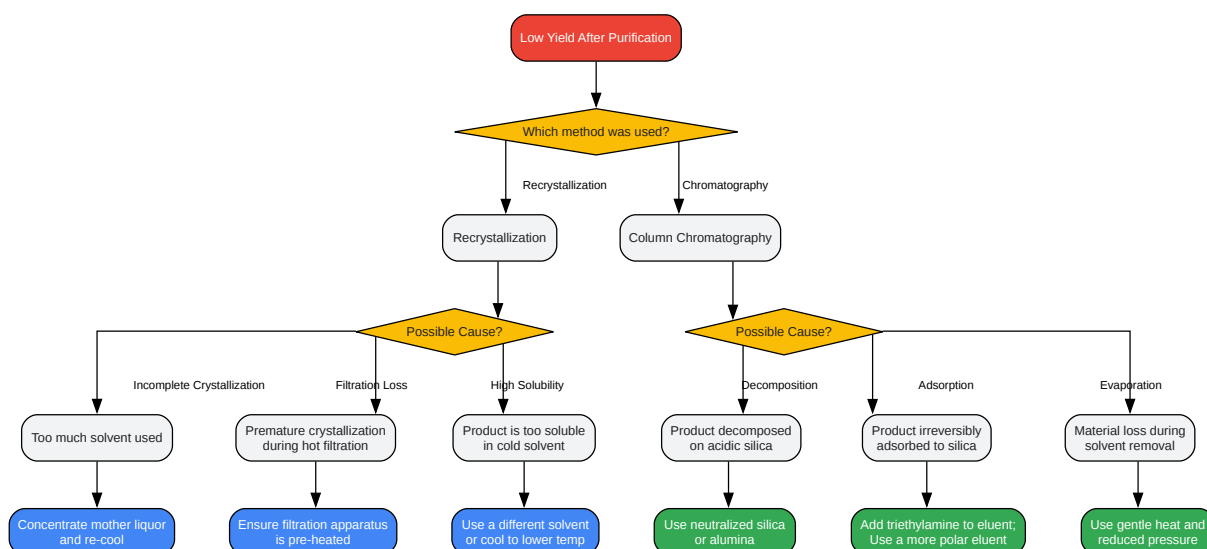 Low Yield After Purification
Which method was used?
Recrystallization
Chromatography
Recrystallization
Column Chromatography
Possible Cause?
Possible Cause?
Incomplete Crystallization
Filtration Loss
High Solubility
Decomposition
Adsorption
Evaporation
Too much solvent used
Premature crystallization
during hot filtration
Product is too soluble
in cold solvent
Product decomposed
on acidic silica
Product irreversibly
adsorbed to silica
Material loss during
solvent removal
Concentrate mother liquor
and re-cool
Ensure filtration apparatus
is pre-heated
Use a different solvent
or cool to lower temp
Use neutralized silica
or alumina
Add triethylamine to eluent;
Use a more polar eluent
Use gentle heat and
reduced pressure